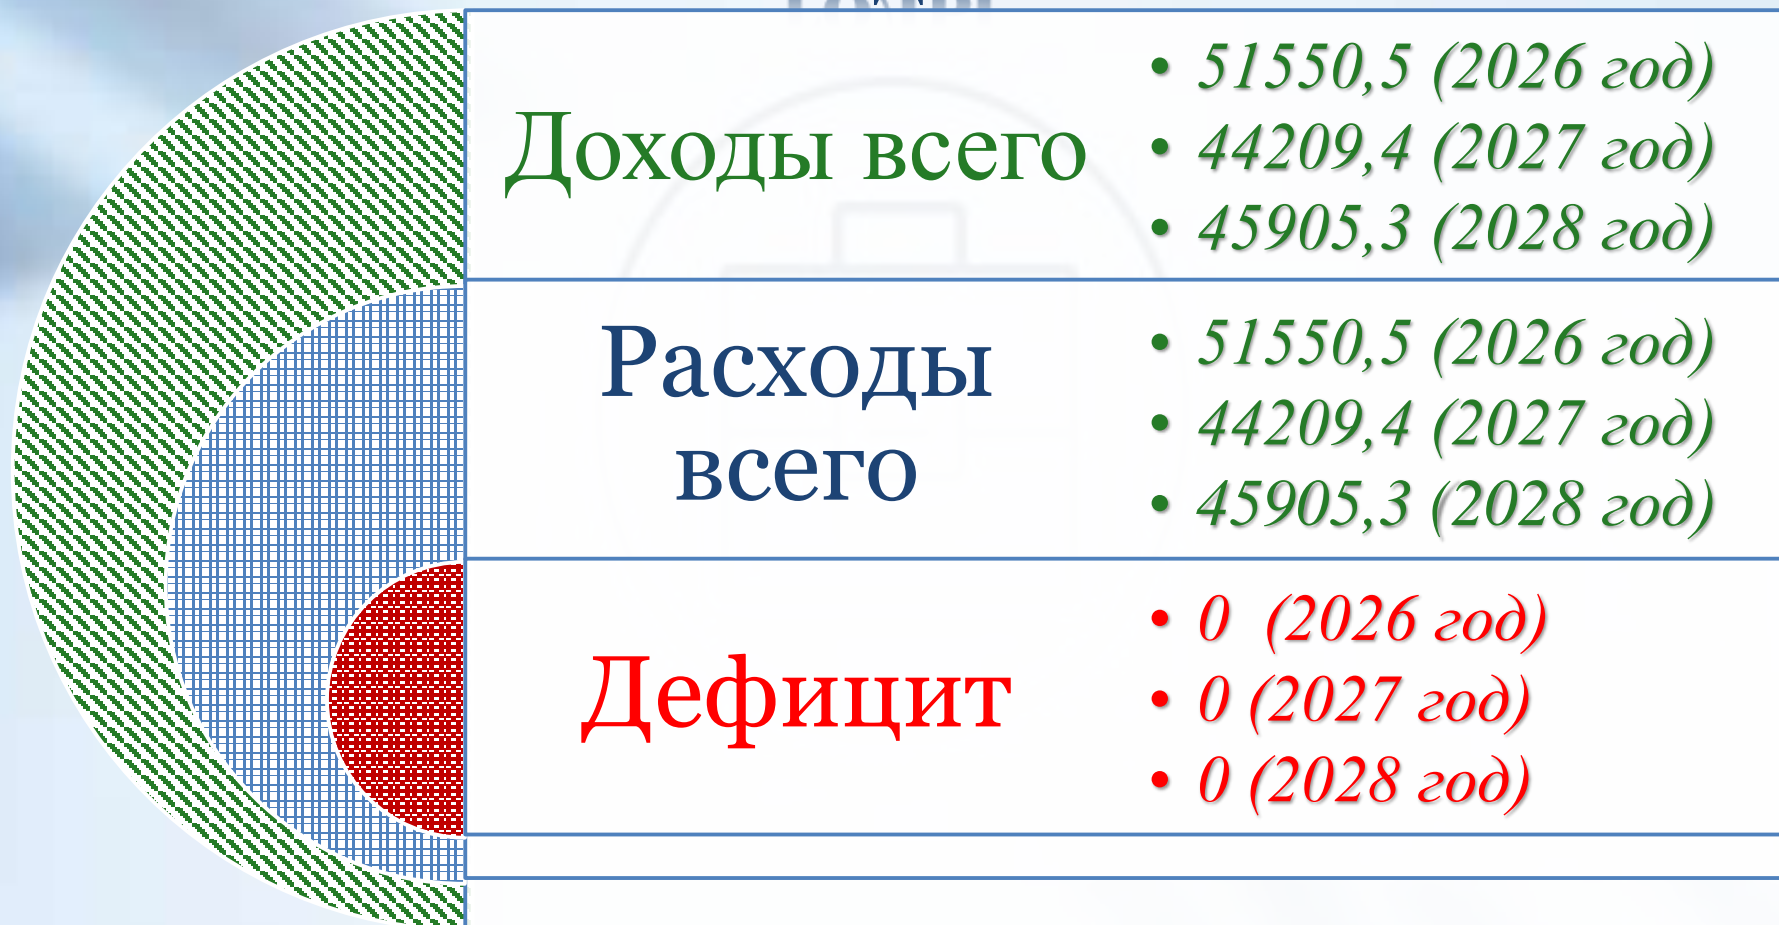 Доходы всего
• 51550,5 (2026 год)
• 44209,4 (2027 год)
• 45905,3 (2028 год)
Расходы
всего
• 51550,5 (2026 год)
• 44209,4 (2027 год)
• 45905,3 (2028 год)
Дефицит
• 0 (2026 год)
• 0 (2027 год)
• 0 (2028 год)